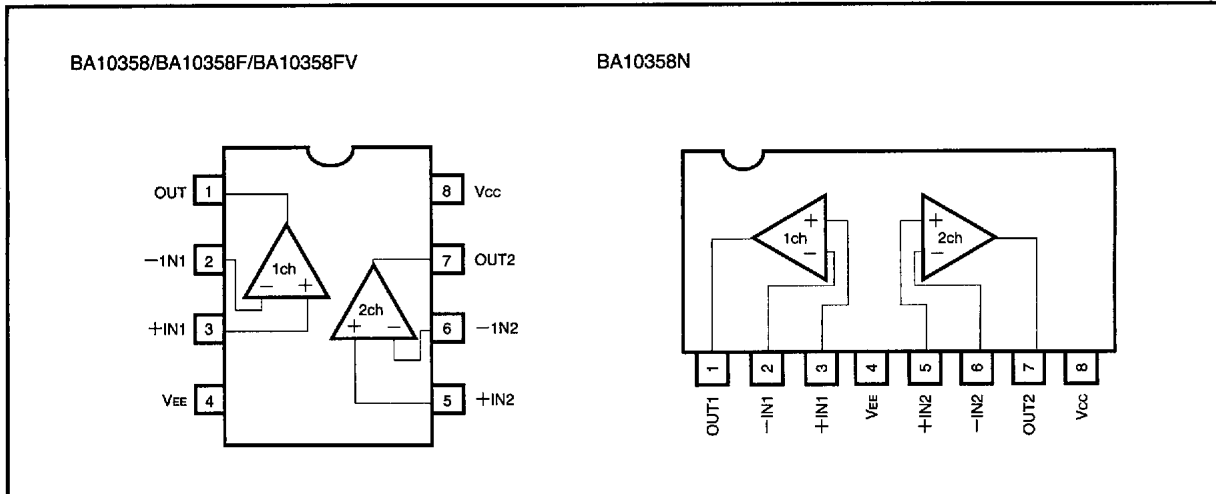 BA10358/BA10358F/BA10358FV
BA10358N
OUT 1
8 Vcc
−1N1 2
7 OUT2
+IN1 3
6 −1N2
VEE 4
5 +IN2
1ch
− +
2ch
+ −
+
1ch
−
+
2ch
−
1 2 3 4 5 6 7 8
OUT1
−IN1
+IN1
VEE
+IN2
−IN2
OUT2
Vcc